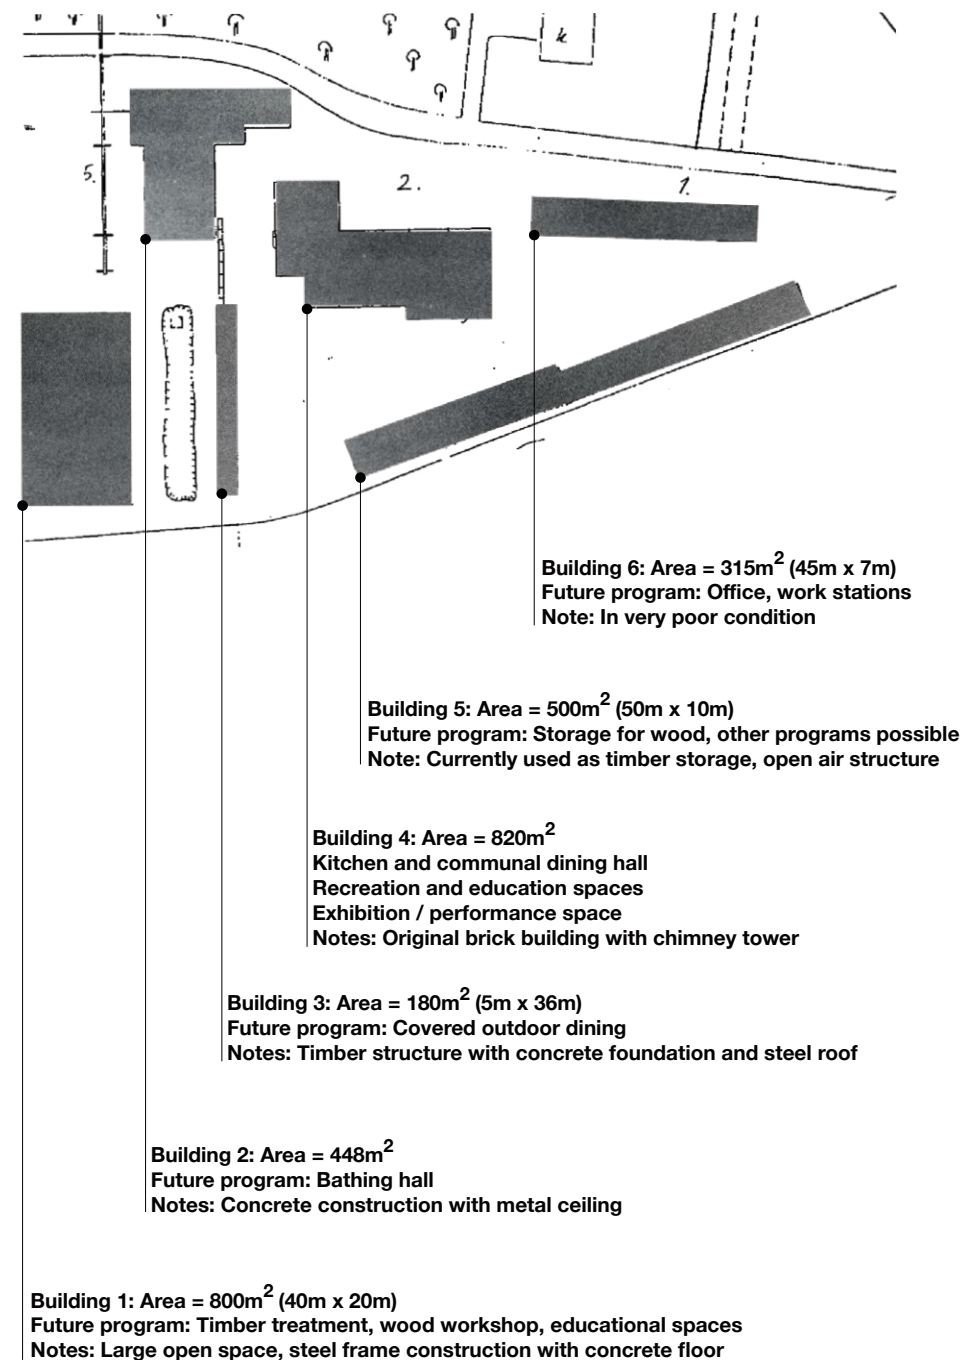 k
5.
2.
1.
Building 6: Area = 315m² (45m x 7m)
Future program: Office, work stations
Note: In very poor condition
Building 5: Area = 500m² (50m x 10m)
Future program: Storage for wood, other programs possible
Note: Currently used as timber storage, open air structure
Building 4: Area = 820m²
Kitchen and communal dining hall
Recreation and education spaces
Exhibition / performance space
Notes: Original brick building with chimney tower
Building 3: Area = 180m² (5m x 36m)
Future program: Covered outdoor dining
Notes: Timber structure with concrete foundation and steel roof
Building 2: Area = 448m²
Future program: Bathing hall
Notes: Concrete construction with metal ceiling
Building 1: Area = 800m² (40m x 20m)
Future program: Timber treatment, wood workshop, educational spaces
Notes: Large open space, steel frame construction with concrete floor